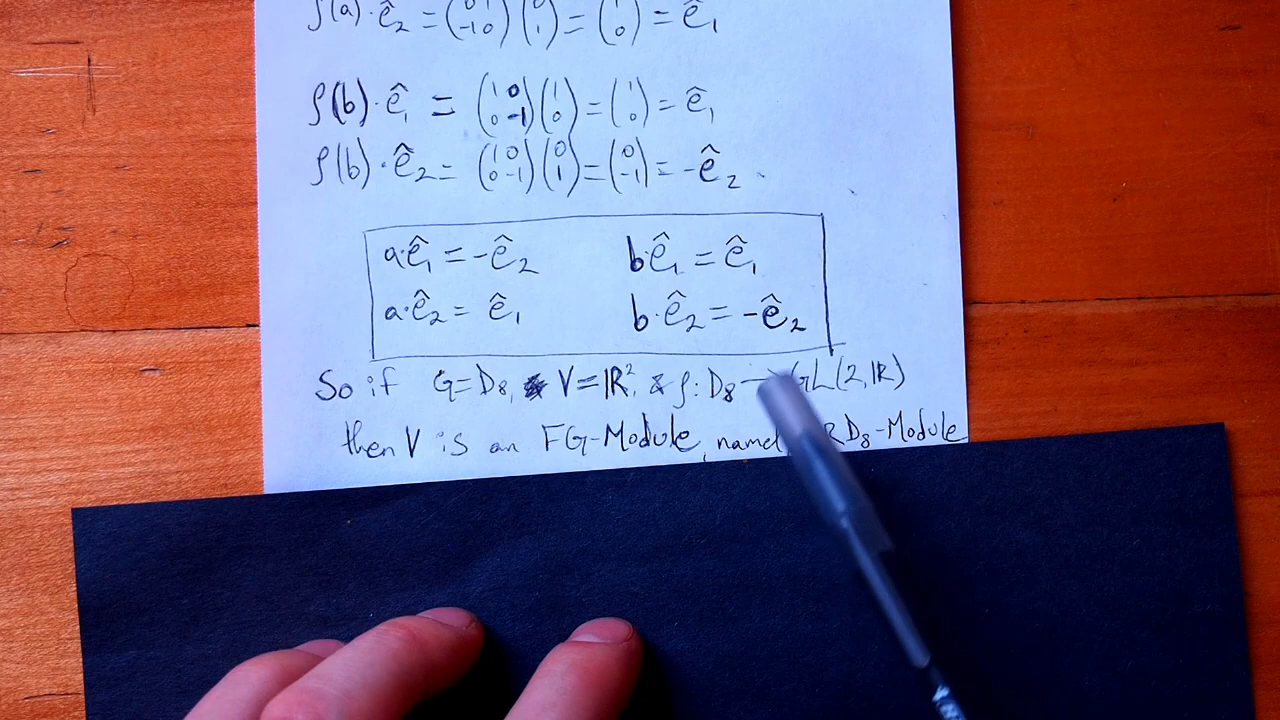 ρ(a)·ê₂ = (0 1 -1 0)(0 1) = (1 0) = ê₁
ρ(b)·ê₁ = (1 0 0 -1)(1 0) = (1 0) = ê₁
ρ(b)·ê₂ = (1 0 0 -1)(0 1) = (0 -1) = -ê₂
a·ê₁ = -ê₂ b·ê₁ = ê₁
a·ê₂ = ê₁ b·ê₂ = -ê₂
So if G=D₈, V=ℝ², & ρ: D₈ → GL(2,ℝ)
then V is an FG-Module, RD₈-Module